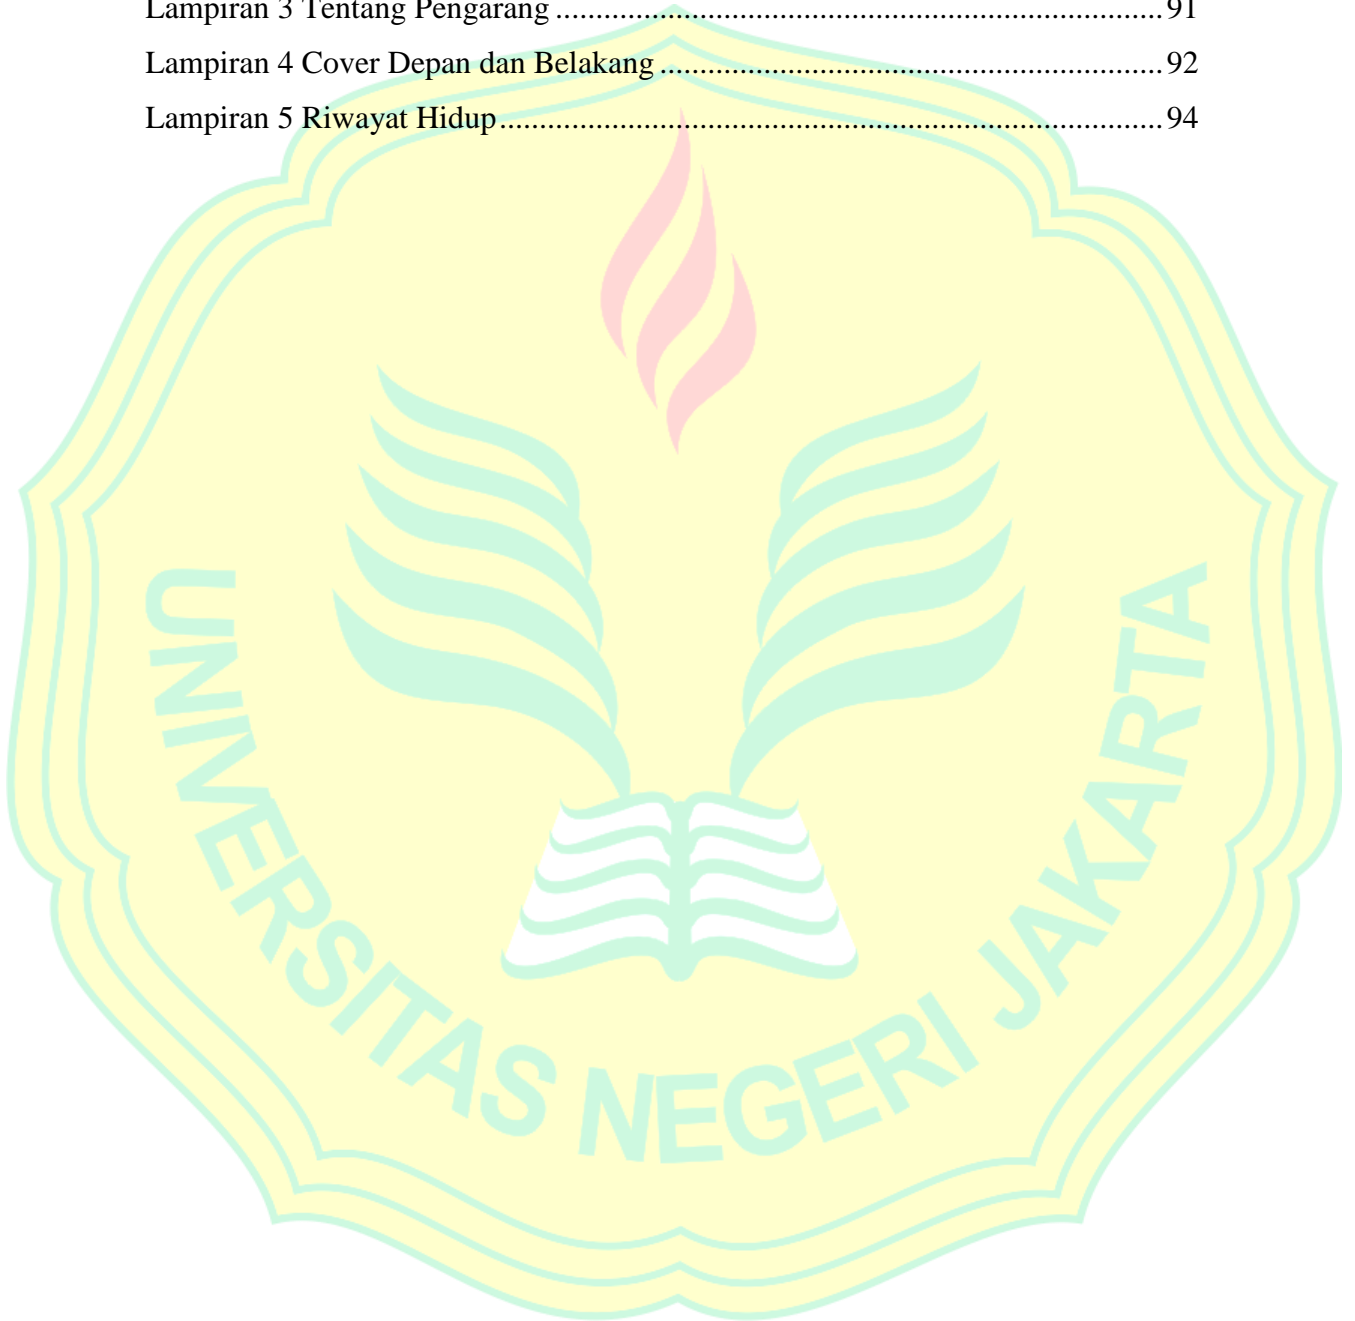 Lampiran 3 Tentang Pengarang ............................................................................ 91
Lampiran 4 Cover Depan dan Belakang ............................................................... 92
Lampiran 5 Riwayat Hidup ................................................................................... 94
UNIVERSITAS NEGERI JAKARTA